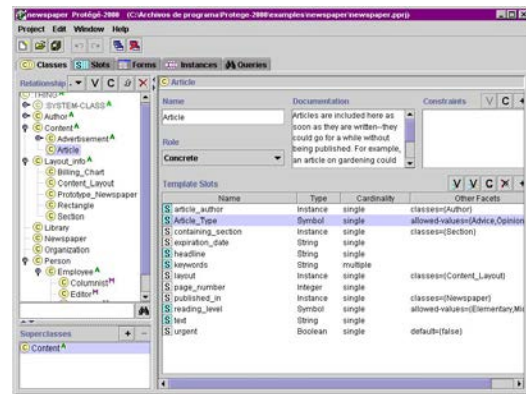 newspaper Protégé-2000 (C:\Archivos de programa\Protege-2000\examples\newspaper\newspaper.pprj)
Project Edit Window Help
C Classes S Slots Forms Instances Queries
Relationship V C X
C Article
THING A
C :SYSTEM-CLASS A
C Author A
C Content A
C Advertisement A
C Article
C Layout_info A
C Billing_Chart
C Content_Layout
C Prototype_Newspaper
C Rectangle
C Section
C Library
C Newspaper
C Organization
C Person
C Employee A
C Columnist M
C Editor M
Superclasses + -
C Content A
Name
Article
Role
Concrete
Documentation
Articles are included here as
soon as they are written--they
could go for a while without
being published. For example,
an article on gardening could
Constraints V C +
Template Slots V V C X +
Name Type Cardinality Other Facets
S article_author Instance single classes={Author}
S Article_Type Symbol single allowed-values={Advice,Opinion
S containing_section Instance single classes={Section}
S expiration_date String single
S headline String single
S keywords String multiple
S layout Instance single classes={Content_Layout}
S page_number Integer single
S published_in Instance single classes={Newspaper}
S reading_level Symbol single allowed-values={Elementary,Mid
S text String single
S urgent Boolean single default={false}